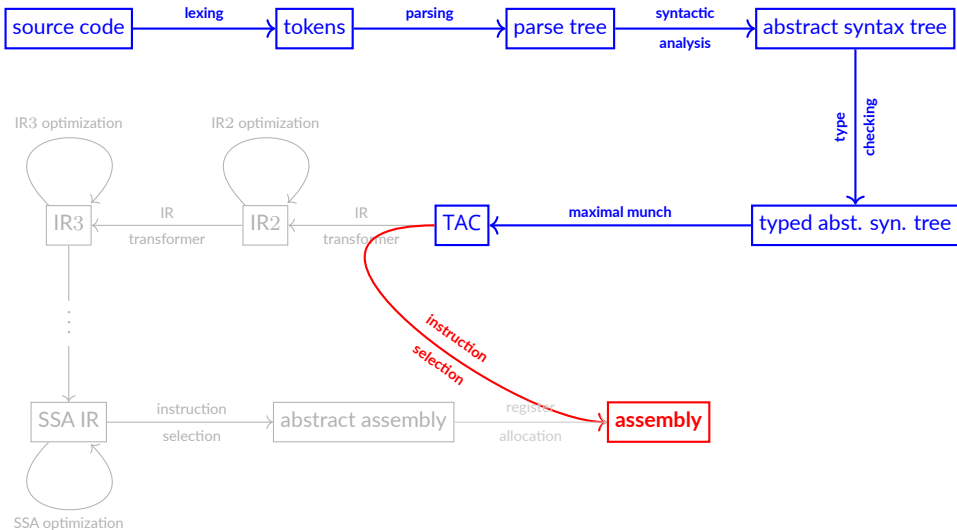 lexing
parsing
syntactic
source code
tokens
parse tree
abstract syntax tree
analysis
type
checking
IR3 optimization
IR2 optimization
IR
IR
maximal munch
IR3
IR2
TAC
typed abst. syn. tree
transformer
transformer
⋮
instruction
selection
instruction
register
SSA IR
abstract assembly
assembly
selection
allocation
SSA optimization